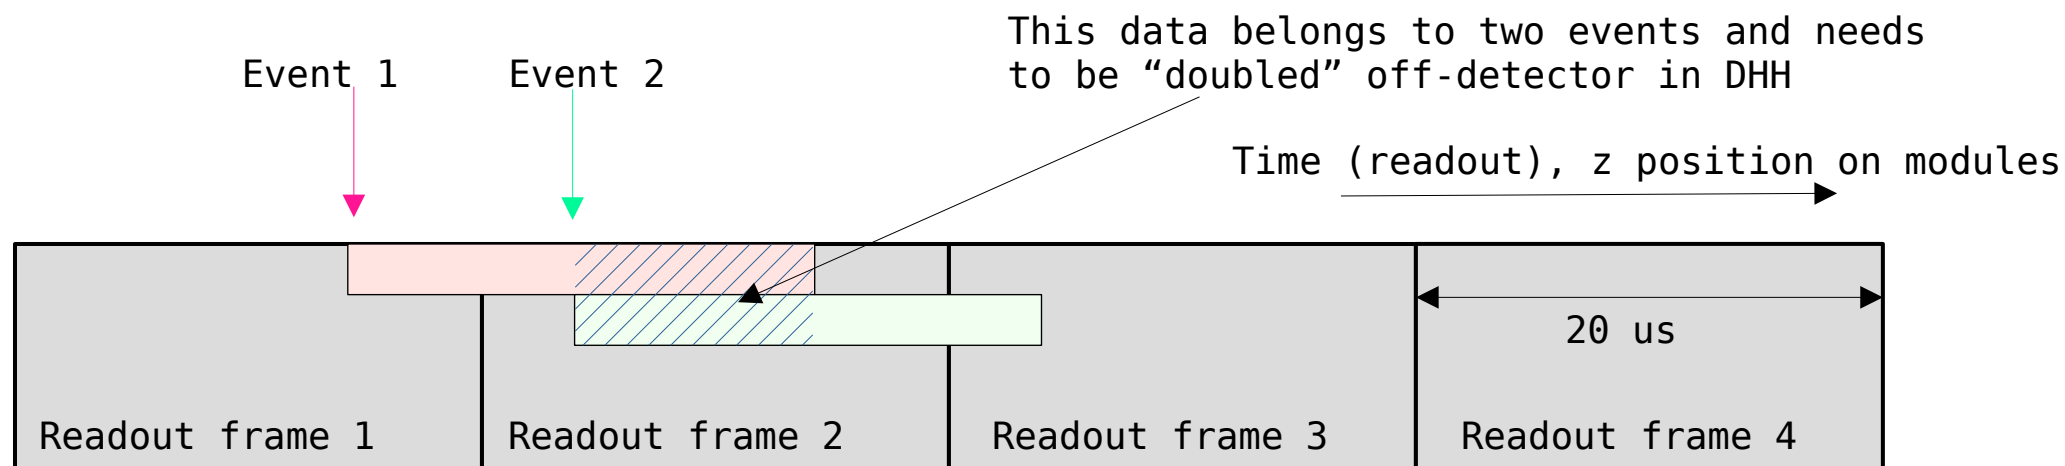 This data belongs to two events and needs
to be “doubled” off-detector in DHH
Event 1
Event 2
Time (readout), z position on modules
20 us
Readout frame 1
Readout frame 2
Readout frame 3
Readout frame 4